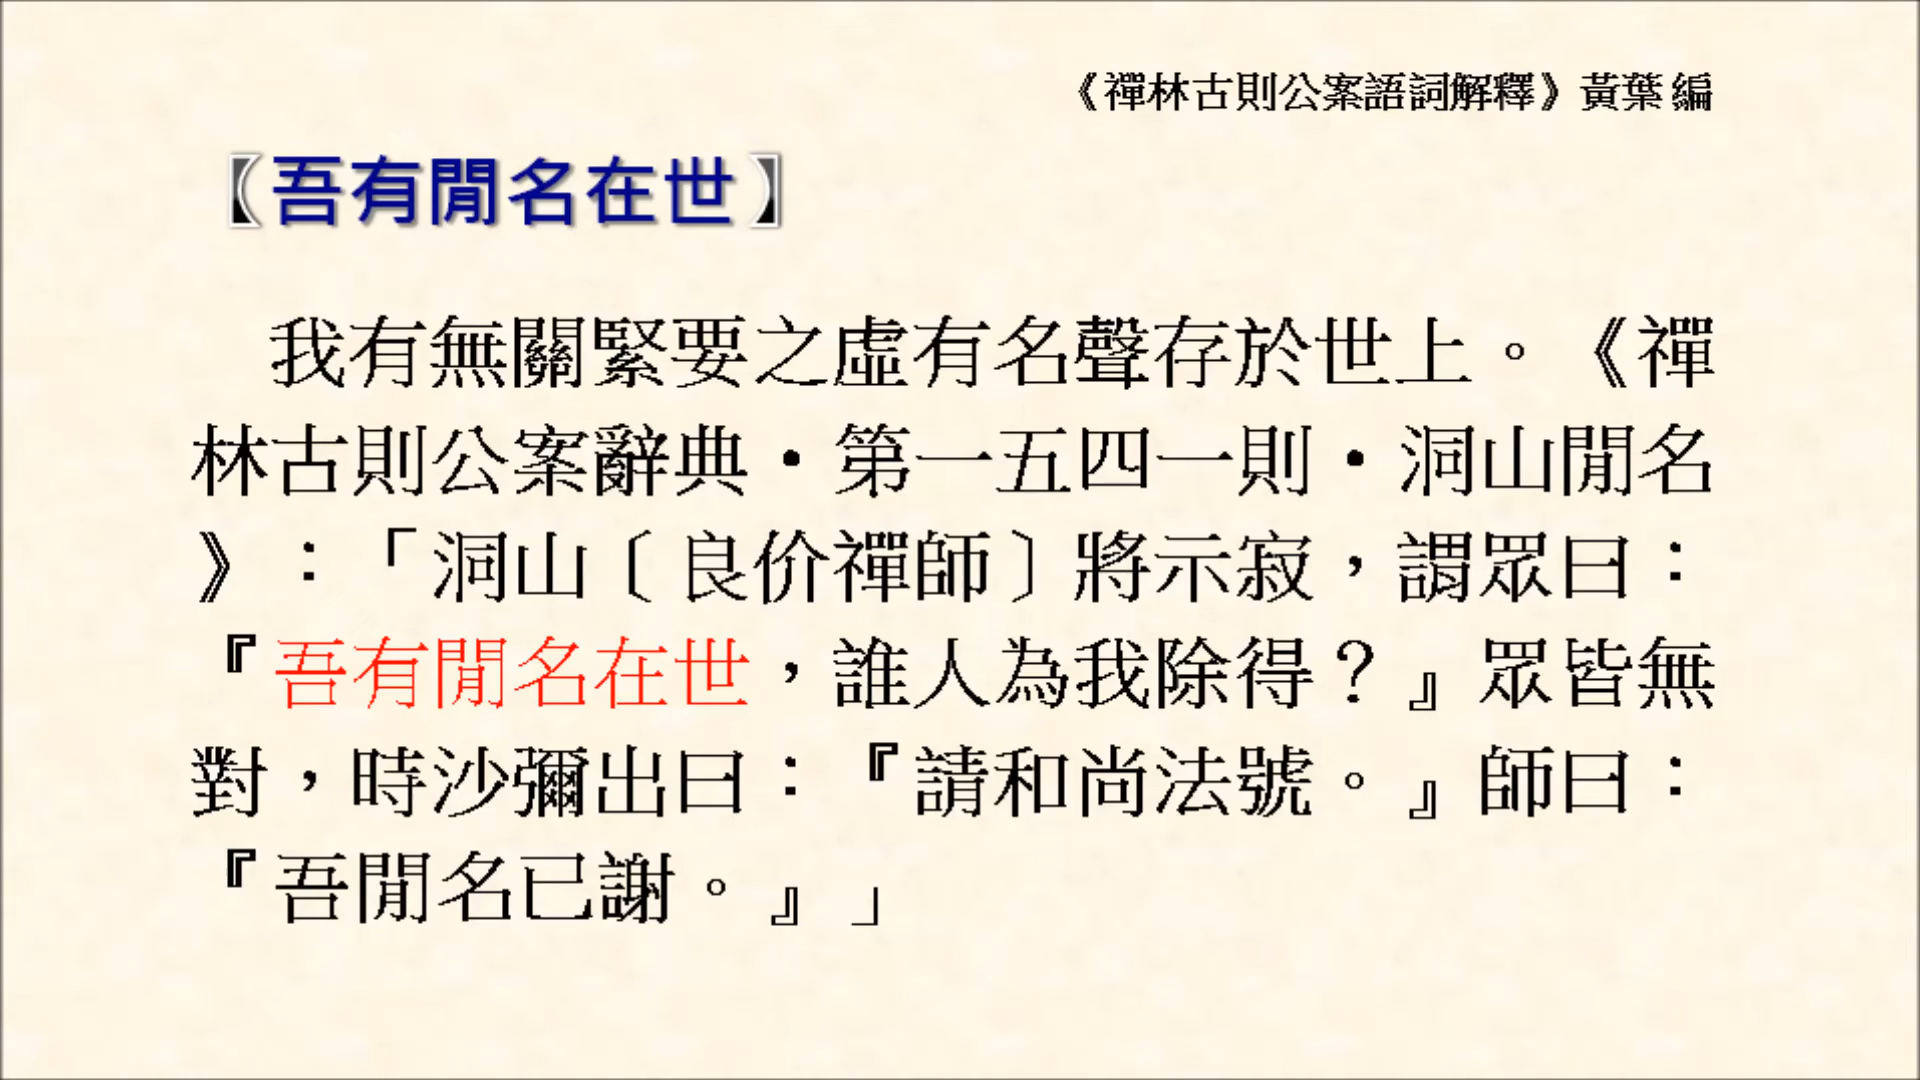 《禪林古則公案語詞解釋》黃葉 編
【吾有閒名在世】
我有無關緊要之虛有名聲存於世上。《禪
林古則公案辭典‧第一五四一則‧洞山閒名
》：「洞山〔良价禪師〕將示寂，謂眾曰：
『吾有閒名在世，誰人為我除得？』眾皆無
對，時沙彌出曰：『請和尚法號。』師曰：
『吾閒名已謝。』」